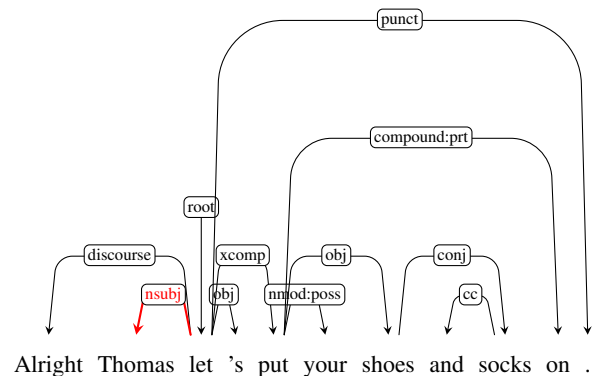 punct
compound:prt
root
discourse xcomp obj conj
nsubj obj nmod:poss cc
Alright Thomas let 's put your shoes and socks on .